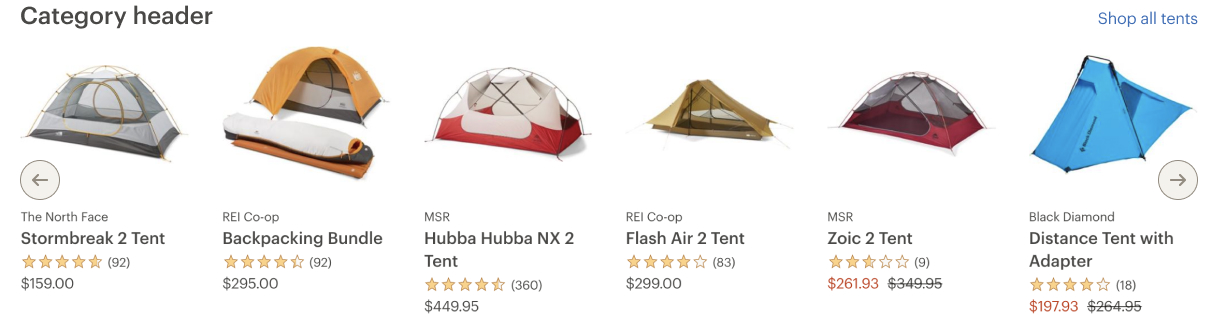 Category header
Shop all tents
The North Face
Stormbreak 2 Tent
(92)
$159.00
REI Co-op
Backpacking Bundle
(92)
$295.00
MSR
Hubba Hubba NX 2
Tent
(360)
$449.95
REI Co-op
Flash Air 2 Tent
(83)
$299.00
MSR
Zoic 2 Tent
(9)
$261.93 $349.95
Black Diamond
Distance Tent with
Adapter
(18)
$197.93 $264.95
Black Diamond